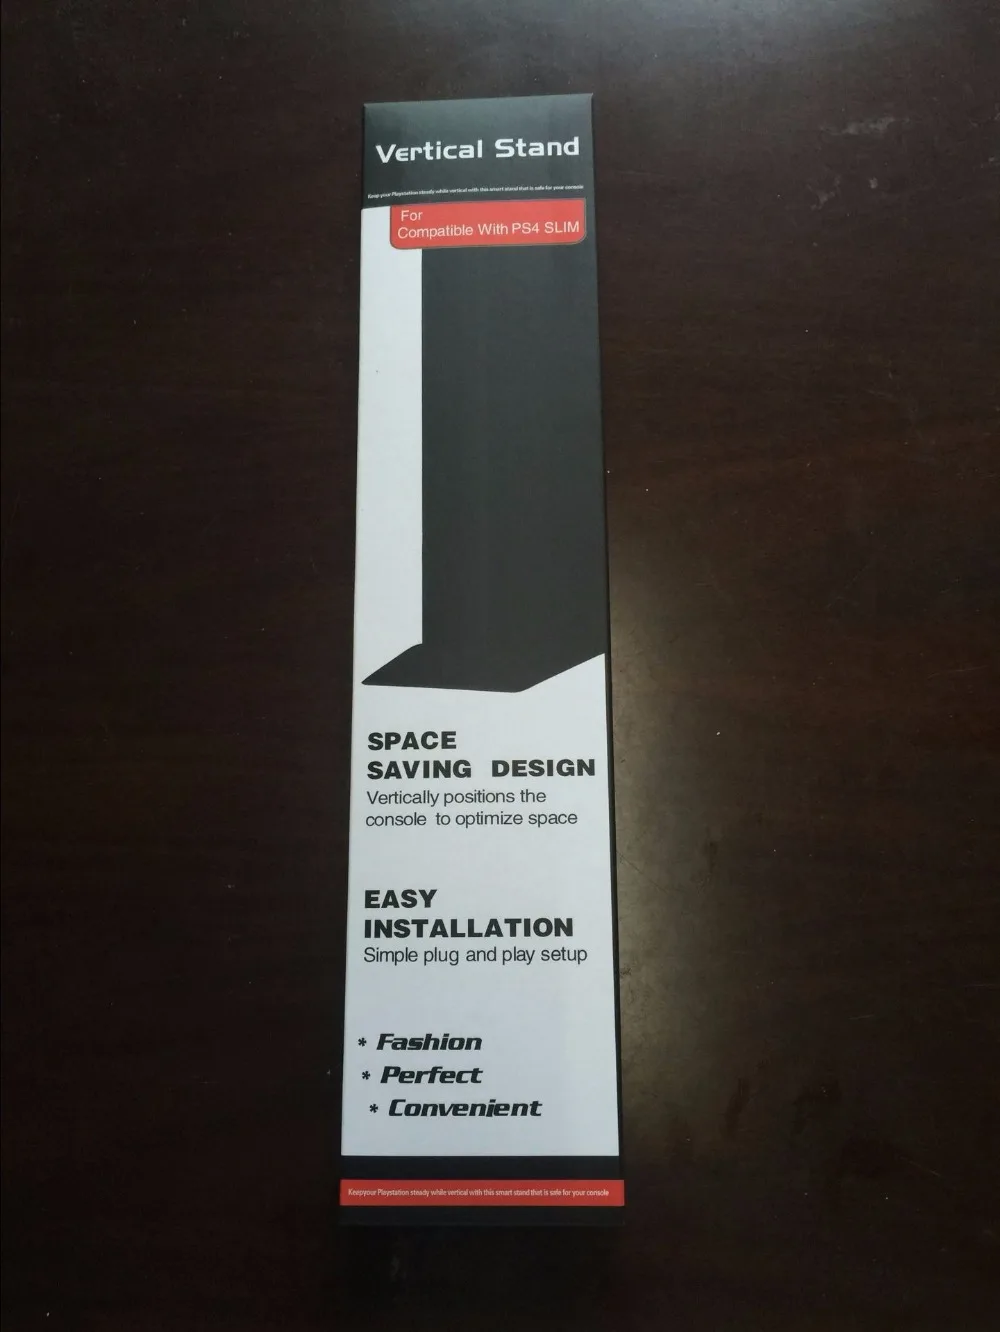 Vertical Stand
Keep your Playstation steady while vertical with this smart stand that is safe for your console
For
Compatible With PS4 SLIM
SPACE
SAVING DESIGN
Vertically positions the
console to optimize space
EASY
INSTALLATION
Simple plug and play setup
* Fashion
* Perfect
* Convenient
Keepyour Playstation steady while vertical with this smart stand that is safe for your console